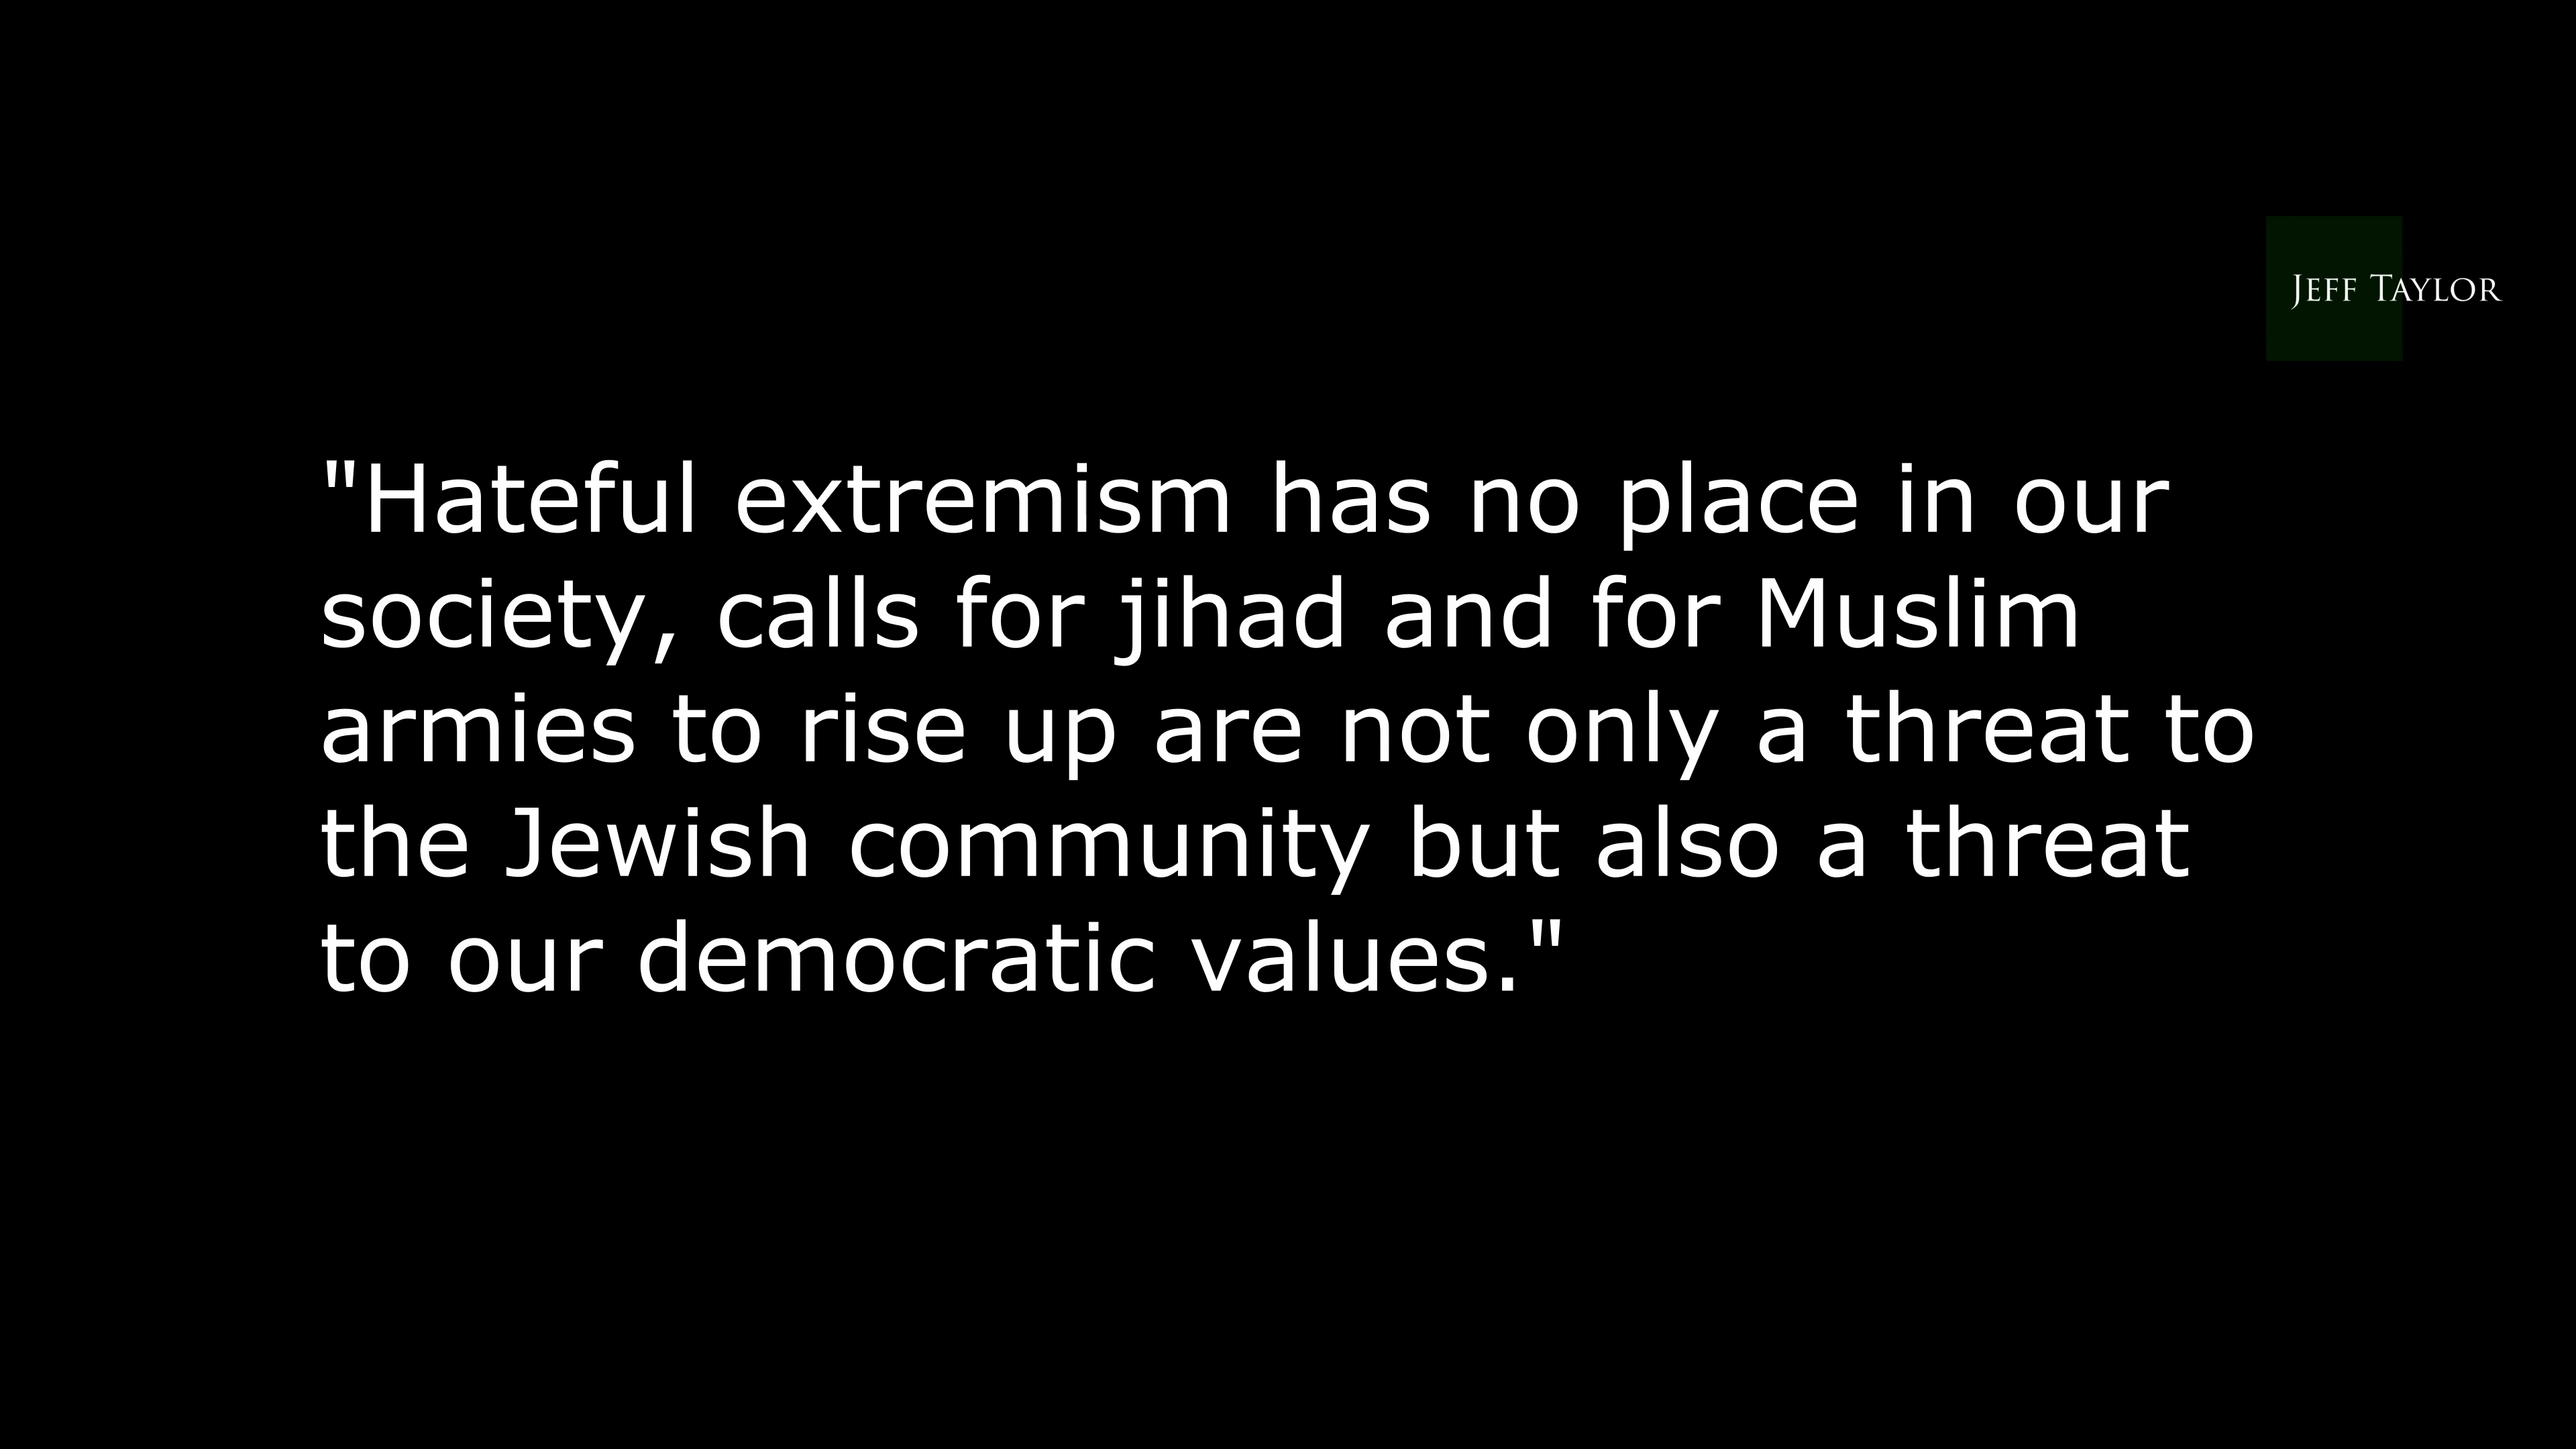 JEFF TAYLOR
"Hateful extremism has no place in our
society, calls for jihad and for Muslim
armies to rise up are not only a threat to
the Jewish community but also a threat
to our democratic values."